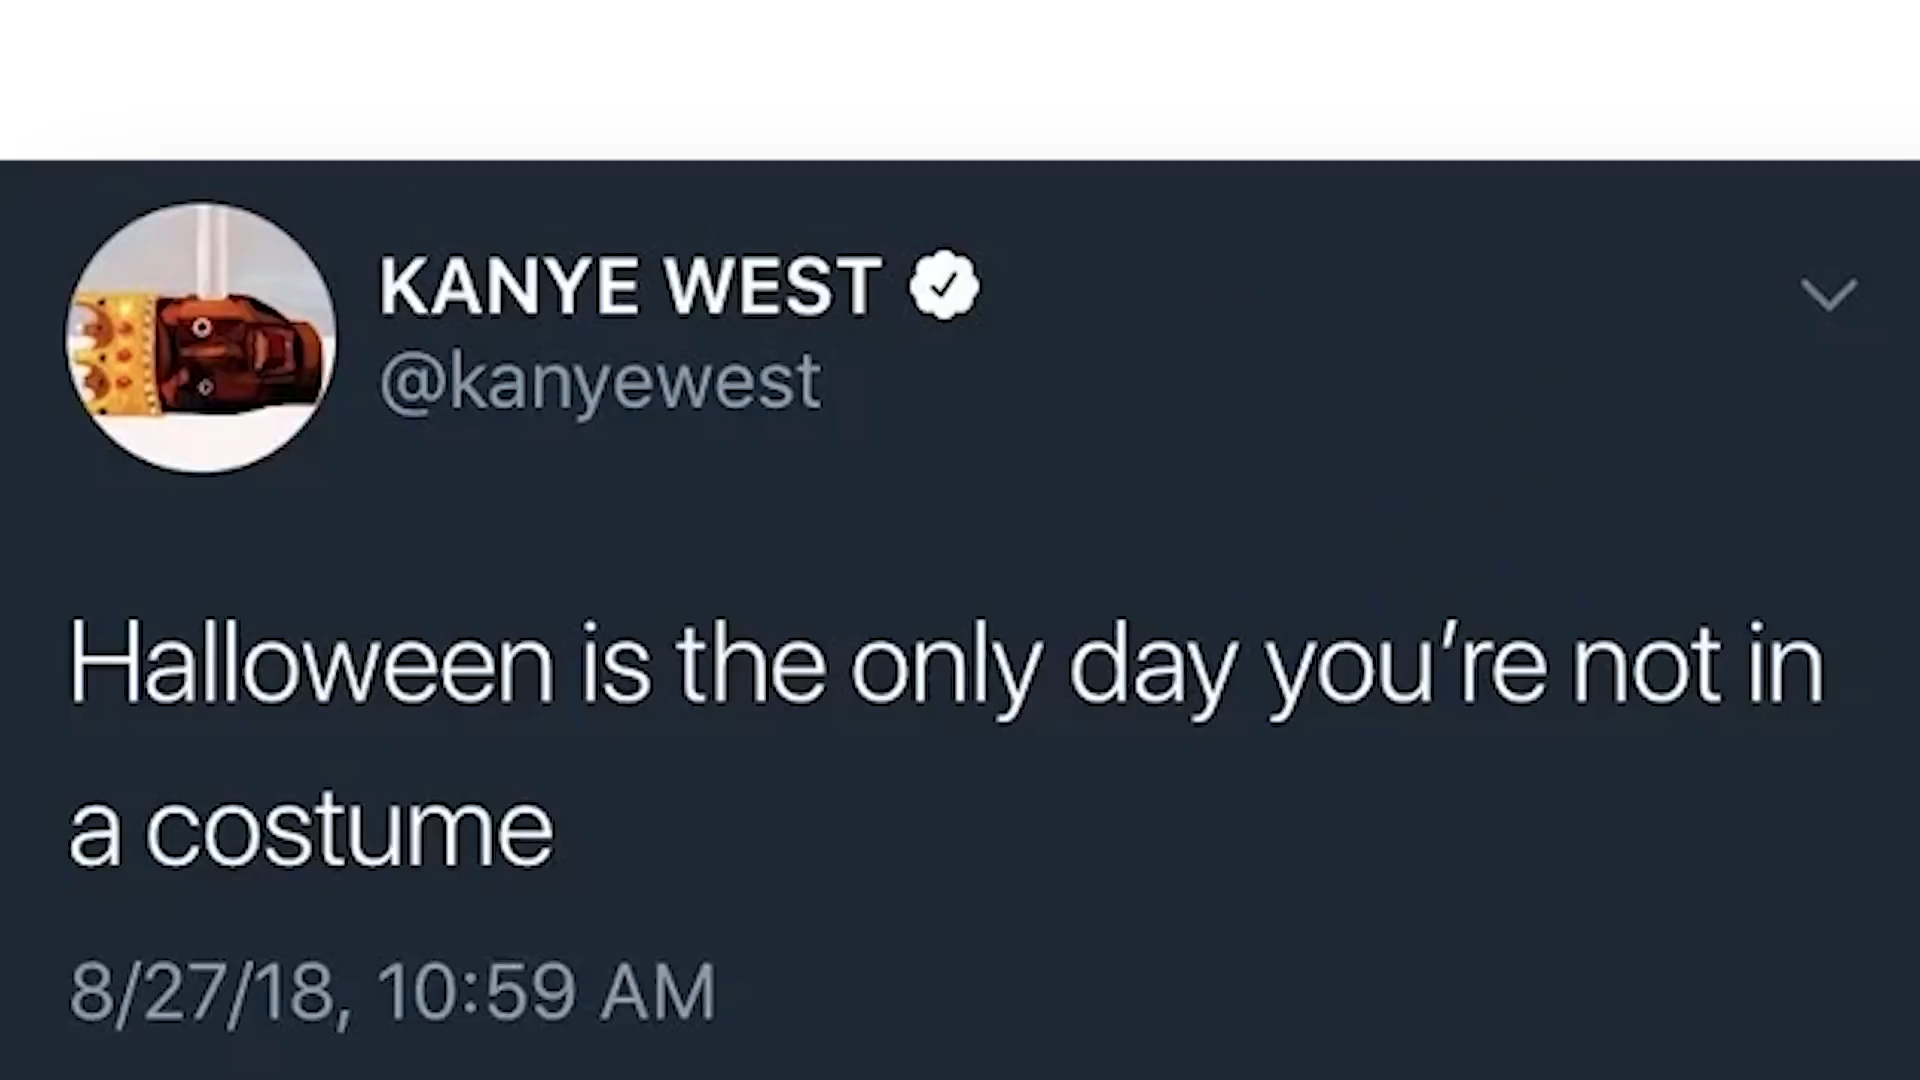 KANYE WEST
@kanyewest
Halloween is the only day you’re not in
a costume
8/27/18, 10:59 AM